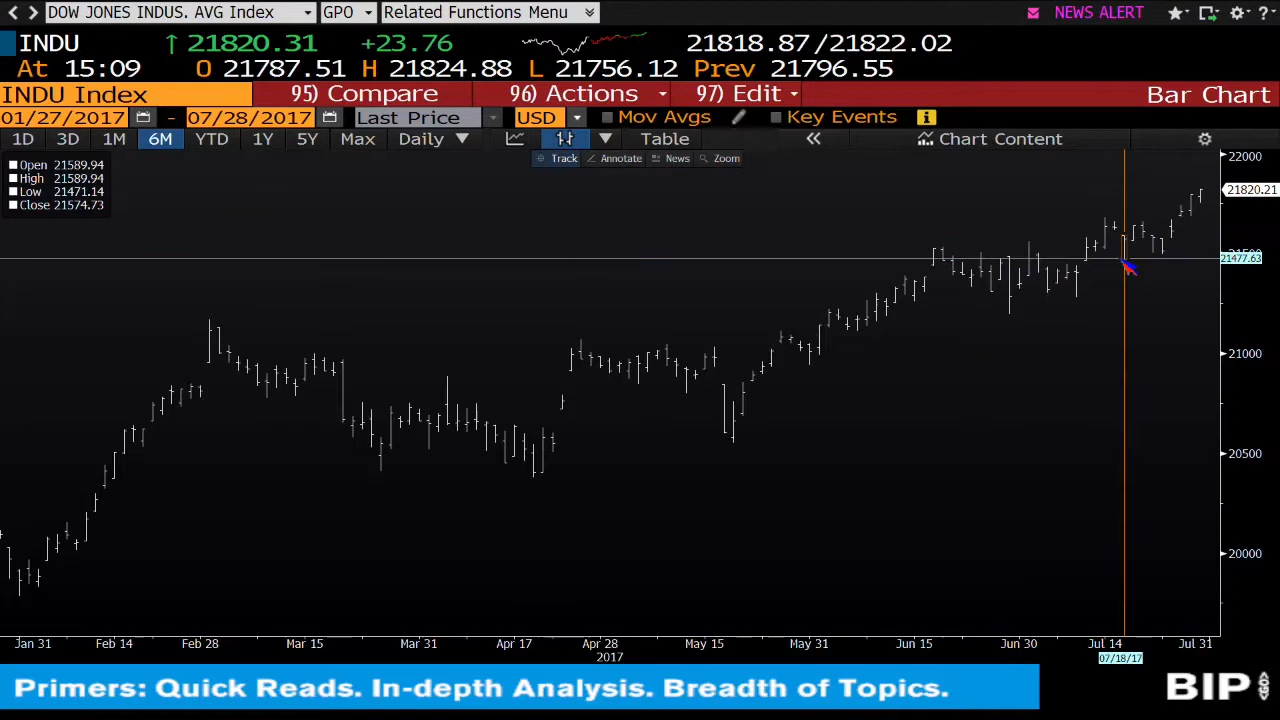 DOW JONES INDUS. AVG Index GPO Related Functions Menu NEWS ALERT ?
INDU 21820.31 +23.76 21818.87/21822.02
At 15:09 O 21787.51 H 21824.88 L 21756.12 Prev 21796.55
INDU Index 95) Compare 96) Actions 97) Edit Bar Chart
01/27/2017 - 07/28/2017 Last Price USD Mov Avgs Key Events i
1D 3D 1M 6M YTD 1Y 5Y Max Daily Table Chart Content
Track Annotate News Zoom
Open 21589.94
High 21589.94
Low 21471.14
Close 21574.73
22000
21820.21
21477.63
21000
20500
20000
Jan 31 Feb 14 Feb 28 Mar 15 Mar 31 Apr 17 Apr 28 May 15 May 31 Jun 15 Jun 30 Jul 14 Jul 31
2017 07/18/17
Primers: Quick Reads. In-depth Analysis. Breadth of Topics.
BIP